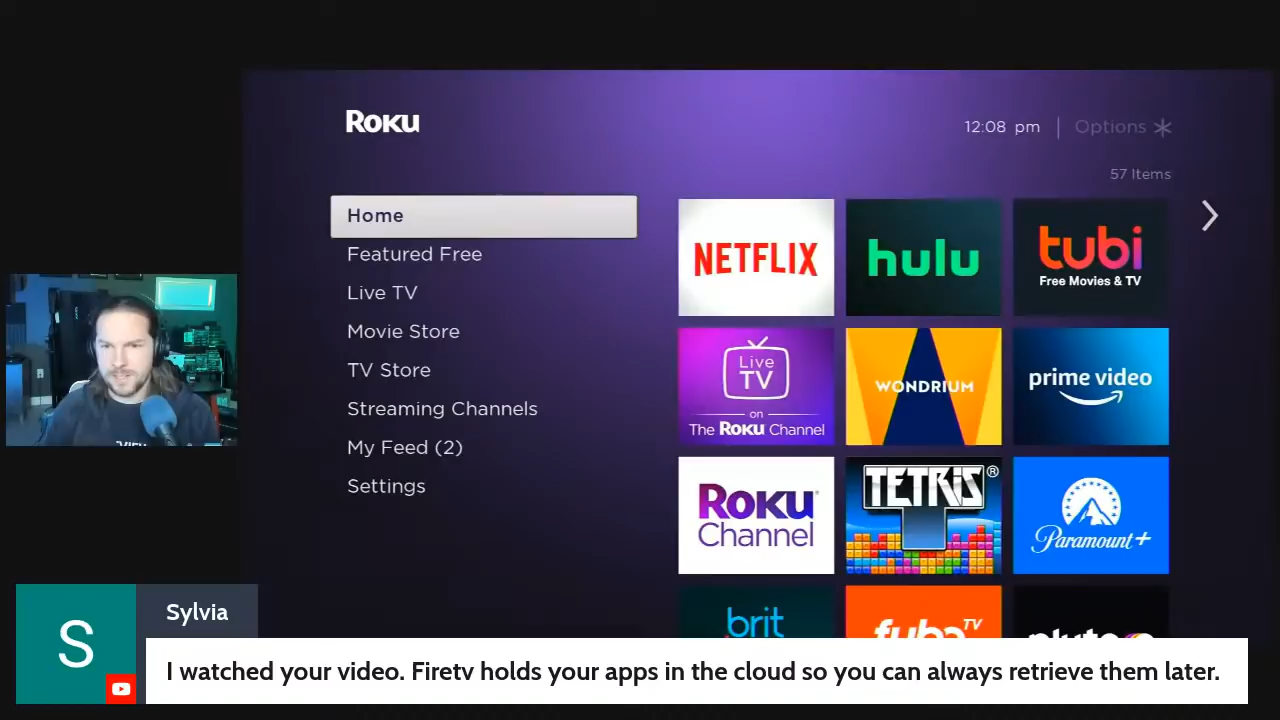 ROKU
12:08 pm
Options
57 Items
Home
Featured Free
Live TV
Movie Store
TV Store
Streaming Channels
My Feed (2)
Settings
NETFLIX
hulu
tubi
Free Movies & TV
Live
TV
on
The ROKU Channel
WONDRIUM
prime video
ROKU
Channel
TETRIS®
Paramount+
brit
fubo TV
pluto
S
Sylvia
I watched your video. Firetv holds your apps in the cloud so you can always retrieve them later.